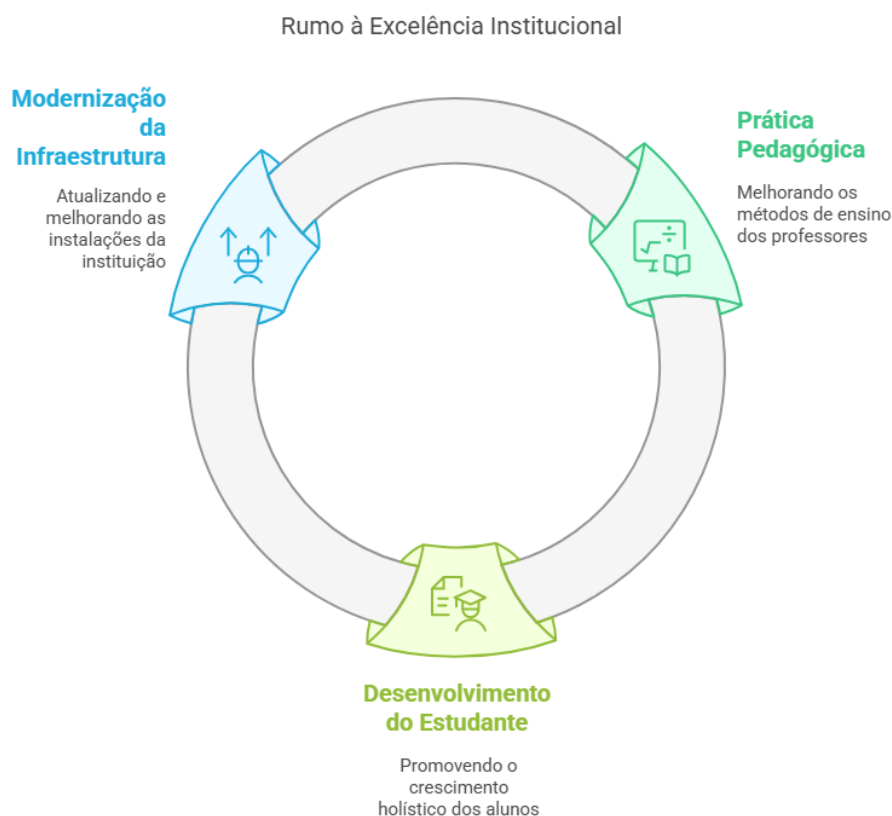 Rumo à Excelência Institucional
Modernização
da
Infraestrutura
Atualizando e
melhorando as
instalações da
instituição
Prática
Pedagógica
Melhorando os
métodos de ensino
dos professores
Desenvolvimento
do Estudante
Promovendo o
crescimento
holístico dos alunos